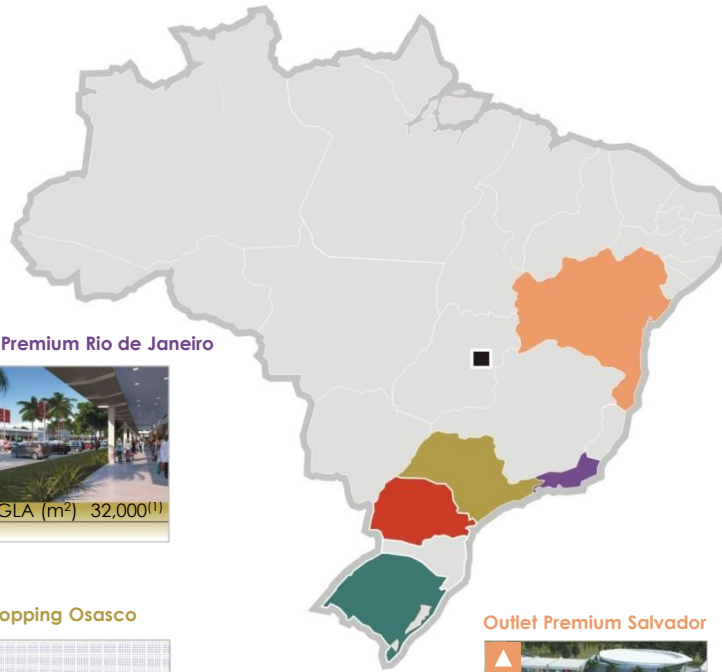 Premium Rio de Janeiro
GLA (m²) 32,000⁽¹⁾
opping Osasco
Outlet Premium Salvador